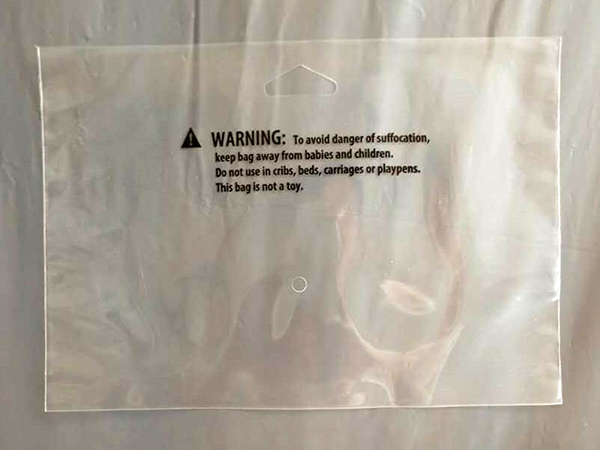 WARNING: To avoid danger of suffocation,
keep bag away from babies and children.
Do not use in cribs, beds, carriages or playpens.
This bag is not a toy.